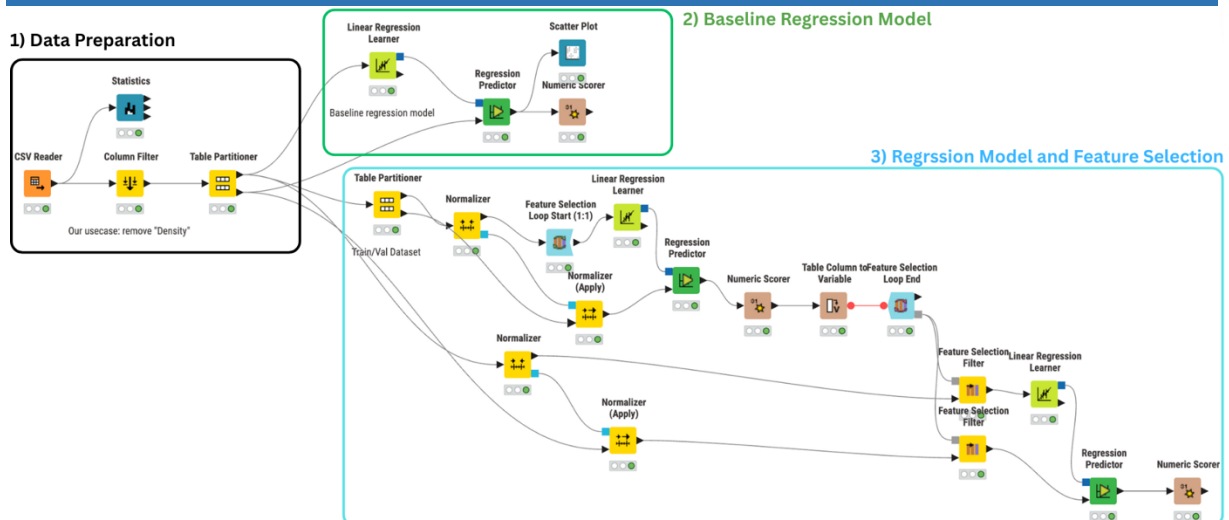 1) Data Preparation
Statistics
CSV Reader
Column Filter
Table Partitioner
Our usecase: remove "Density"
2) Baseline Regression Model
Linear Regression
Learner
Scatter Plot
Regression
Predictor
Numeric Scorer
Baseline regression model
3) Regrssion Model and Feature Selection
Table Partitioner
Train/Val Dataset
Normalizer
Feature Selection
Loop Start (1:1)
Linear Regression
Learner
Normalizer
(Apply)
Regression
Predictor
Numeric Scorer
Table Column to
Variable
Feature Selection
Loop End
Normalizer
Normalizer
(Apply)
Feature Selection
Filter
Linear Regression
Learner
Feature Selection
Filter
Regression
Predictor
Numeric Scorer